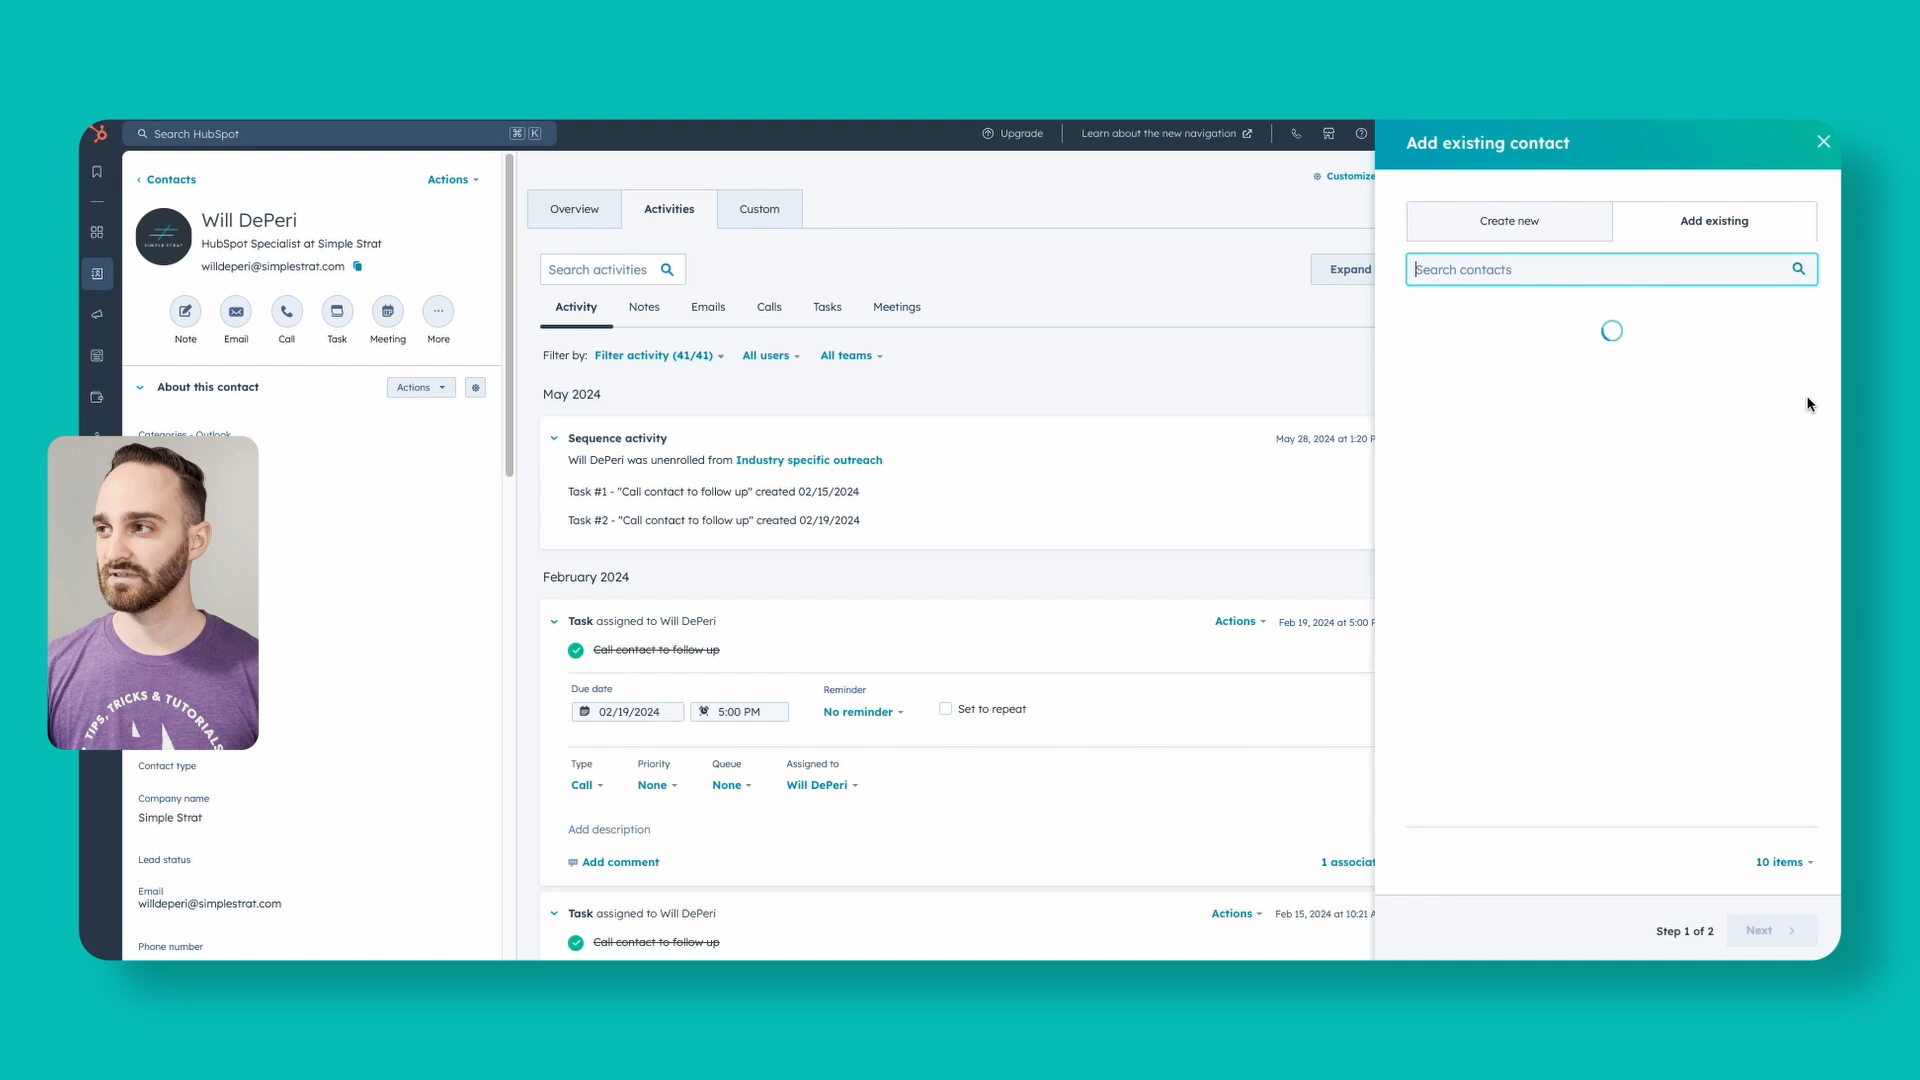 Search HubSpot
⌘ K
Upgrade
Learn about the new navigation
Contacts
Actions
SIMPLE STRAT
Will DePeri
HubSpot Specialist at Simple Strat
willdeperi@simplestrat.com
Note
Email
Call
Task
Meeting
More
About this contact
Actions
Categories - Outlook
TIPS, TRICKS & TUTORIALS
Contact type
Company name
Simple Strat
Lead status
Email
willdeperi@simplestrat.com
Phone number
Customize
Overview
Activities
Custom
Search activities
Expand
Activity
Notes
Emails
Calls
Tasks
Meetings
Filter by: Filter activity (41/41) All users All teams
May 2024
Sequence activity
May 28, 2024 at 1:20 P
Will DePeri was unenrolled from Industry specific outreach
Task #1 - "Call contact to follow up" created 02/15/2024
Task #2 - "Call contact to follow up" created 02/19/2024
February 2024
Task assigned to Will DePeri
Actions
Feb 19, 2024 at 5:00 P
Call contact to follow up
Due date
02/19/2024
5:00 PM
Reminder
No reminder
Set to repeat
Type
Call
Priority
None
Queue
None
Assigned to
Will DePeri
Add description
Add comment
1 associat
Task assigned to Will DePeri
Actions
Feb 15, 2024 at 10:21 A
Call contact to follow up
Add existing contact
Create new
Add existing
Search contacts
10 items
Step 1 of 2
Next